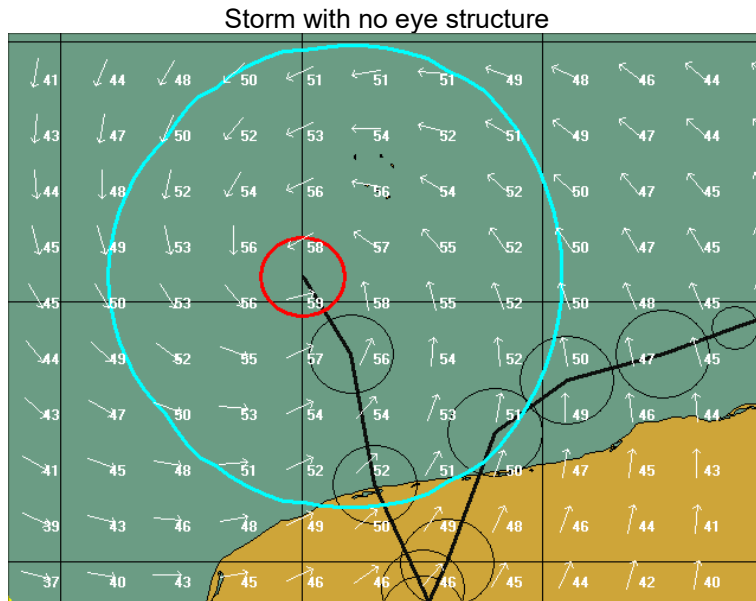 Storm with no eye structure
41 44 48 50 51 51 51 49 48 46 44
43 47 50 52 53 54 52 51 49 47 44
44 48 52 54 56 56 54 52 50 47 45
45 49 53 56 58 57 55 52 50 47 45
45 50 53 56 59 58 55 52 50 48 45
44 49 52 55 57 56 54 52 50 47 45
43 47 50 53 54 54 53 51 49 46 44
41 45 48 51 52 52 51 50 47 45 43
39 43 46 48 49 50 49 48 46 44 41
37 40 43 45 46 46 46 45 44 42 40